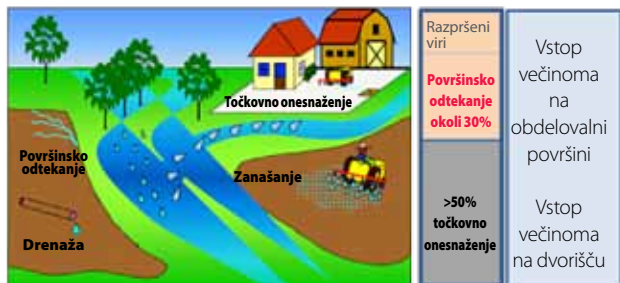 Točkovno onesnaženje
Površinsko
odtekanje
Zanašanje
Drenaža
Razpršeni
viri
Površinsko
odtekanje
okoli 30%
>50%
točkovno
onesnaženje
Vstop
večinoma
na
obdelovalni
površini
Vstop
večinoma
na dvorišču